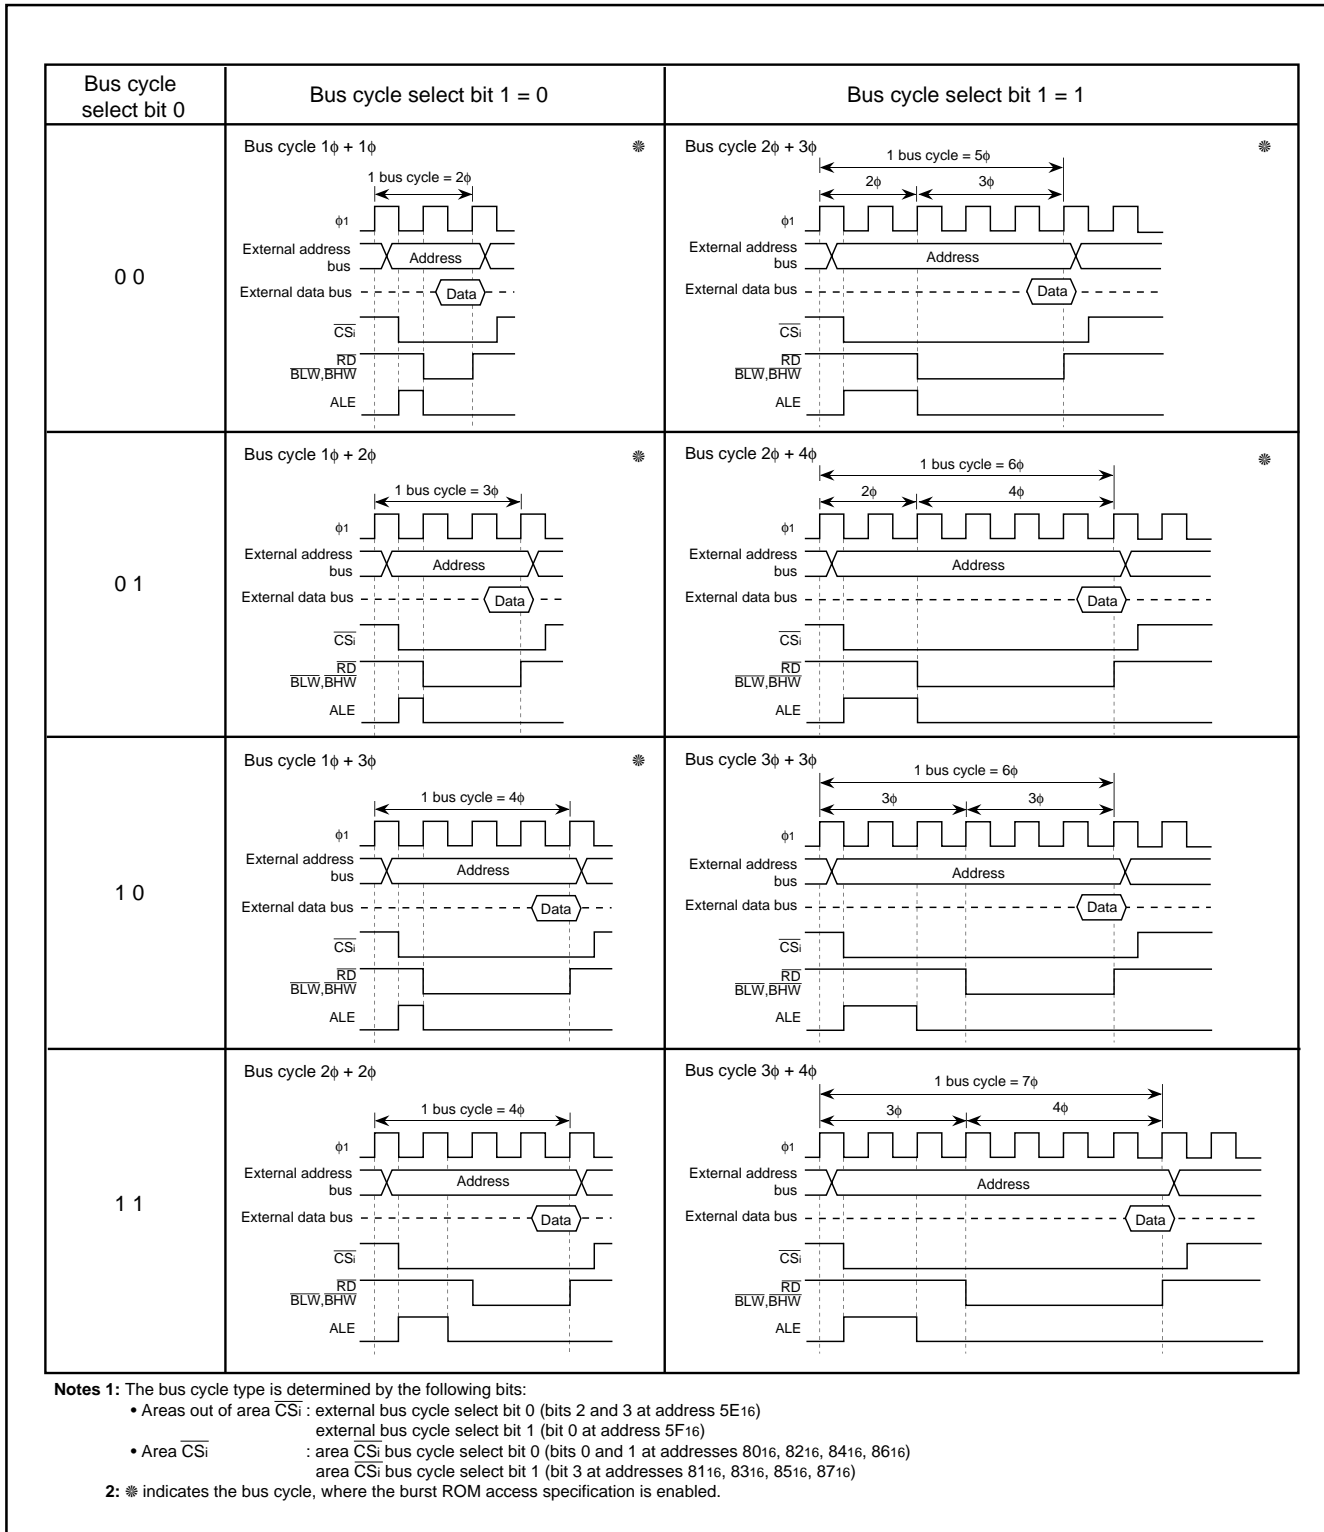 Bus cycle
select bit 0
Bus cycle select bit 1 = 0
Bus cycle select bit 1 = 1
0 0
Bus cycle 1ϕ + 1ϕ ❊
1 bus cycle = 2ϕ
ϕ1
External address
bus
Address
External data bus
Data
CSi
RD
BLW,BHW
ALE
Bus cycle 2ϕ + 3ϕ ❊
1 bus cycle = 5ϕ
2ϕ 3ϕ
ϕ1
External address
bus
Address
External data bus
Data
CSi
RD
BLW,BHW
ALE
0 1
Bus cycle 1ϕ + 2ϕ ❊
1 bus cycle = 3ϕ
ϕ1
External address
bus
Address
External data bus
Data
CSi
RD
BLW,BHW
ALE
Bus cycle 2ϕ + 4ϕ ❊
1 bus cycle = 6ϕ
2ϕ 4ϕ
ϕ1
External address
bus
Address
External data bus
Data
CSi
RD
BLW,BHW
ALE
1 0
Bus cycle 1ϕ + 3ϕ ❊
1 bus cycle = 4ϕ
ϕ1
External address
bus
Address
External data bus
Data
CSi
RD
BLW,BHW
ALE
Bus cycle 3ϕ + 3ϕ
1 bus cycle = 6ϕ
3ϕ 3ϕ
ϕ1
External address
bus
Address
External data bus
Data
CSi
RD
BLW,BHW
ALE
1 1
Bus cycle 2ϕ + 2ϕ
1 bus cycle = 4ϕ
ϕ1
External address
bus
Address
External data bus
Data
CSi
RD
BLW,BHW
ALE
Bus cycle 3ϕ + 4ϕ
1 bus cycle = 7ϕ
3ϕ 4ϕ
ϕ1
External address
bus
Address
External data bus
Data
CSi
RD
BLW,BHW
ALE
Notes 1: The bus cycle type is determined by the following bits:
• Areas out of area CSi : external bus cycle select bit 0 (bits 2 and 3 at address 5E16)
external bus cycle select bit 1 (bit 0 at address 5F16)
• Area CSi : area CSi bus cycle select bit 0 (bits 0 and 1 at addresses 8016, 8216, 8416, 8616)
area CSi bus cycle select bit 1 (bit 3 at addresses 8116, 8316, 8516, 8716)
2: ❊ indicates the bus cycle, where the burst ROM access specification is enabled.